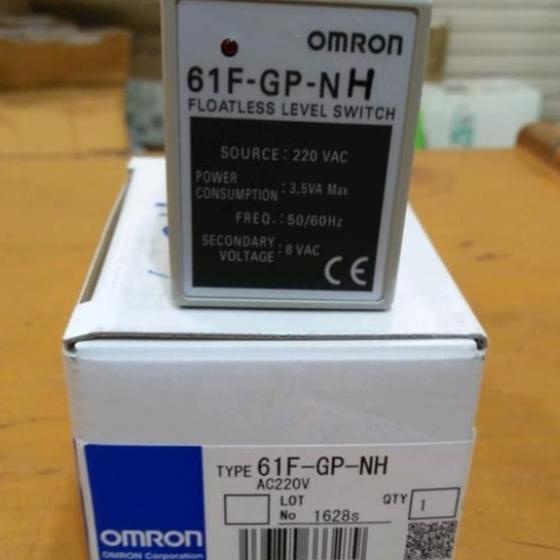 OMRON
61F-GP-NH
FLOATLESS LEVEL SWITCH
SOURCE : 220 VAC
POWER CONSUMPTION : 3,5VA Max
FREQ. : 50/60Hz
SECONDARY VOLTAGE : 8 VAC
CE
TYPE 61F-GP-NH
AC220V
LOT No 1628s
QTY 1
OMRON
OMRON Corporation